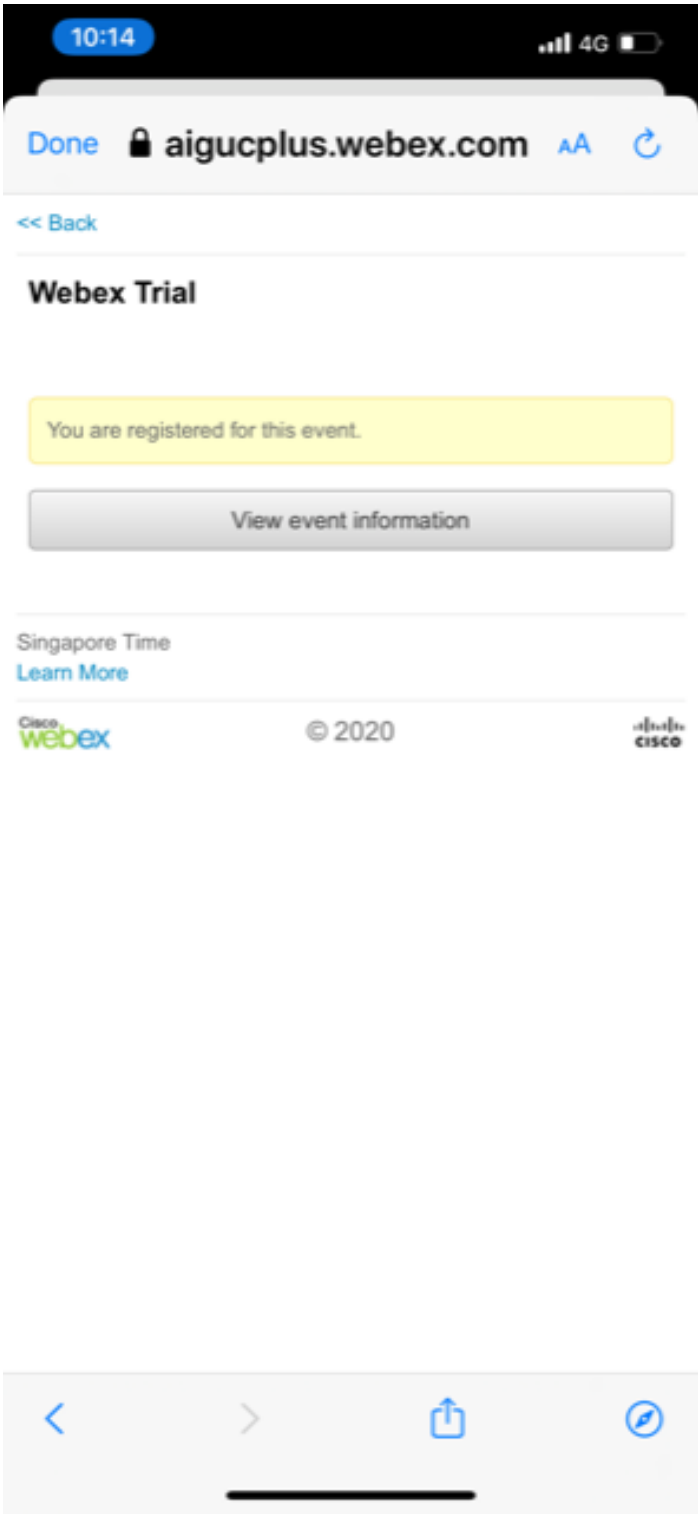 10:14
4G
Done aigucplus.webex.com AA
<< Back
Webex Trial
You are registered for this event.
View event information
Singapore Time
Learn More
Cisco webex © 2020 CISCO